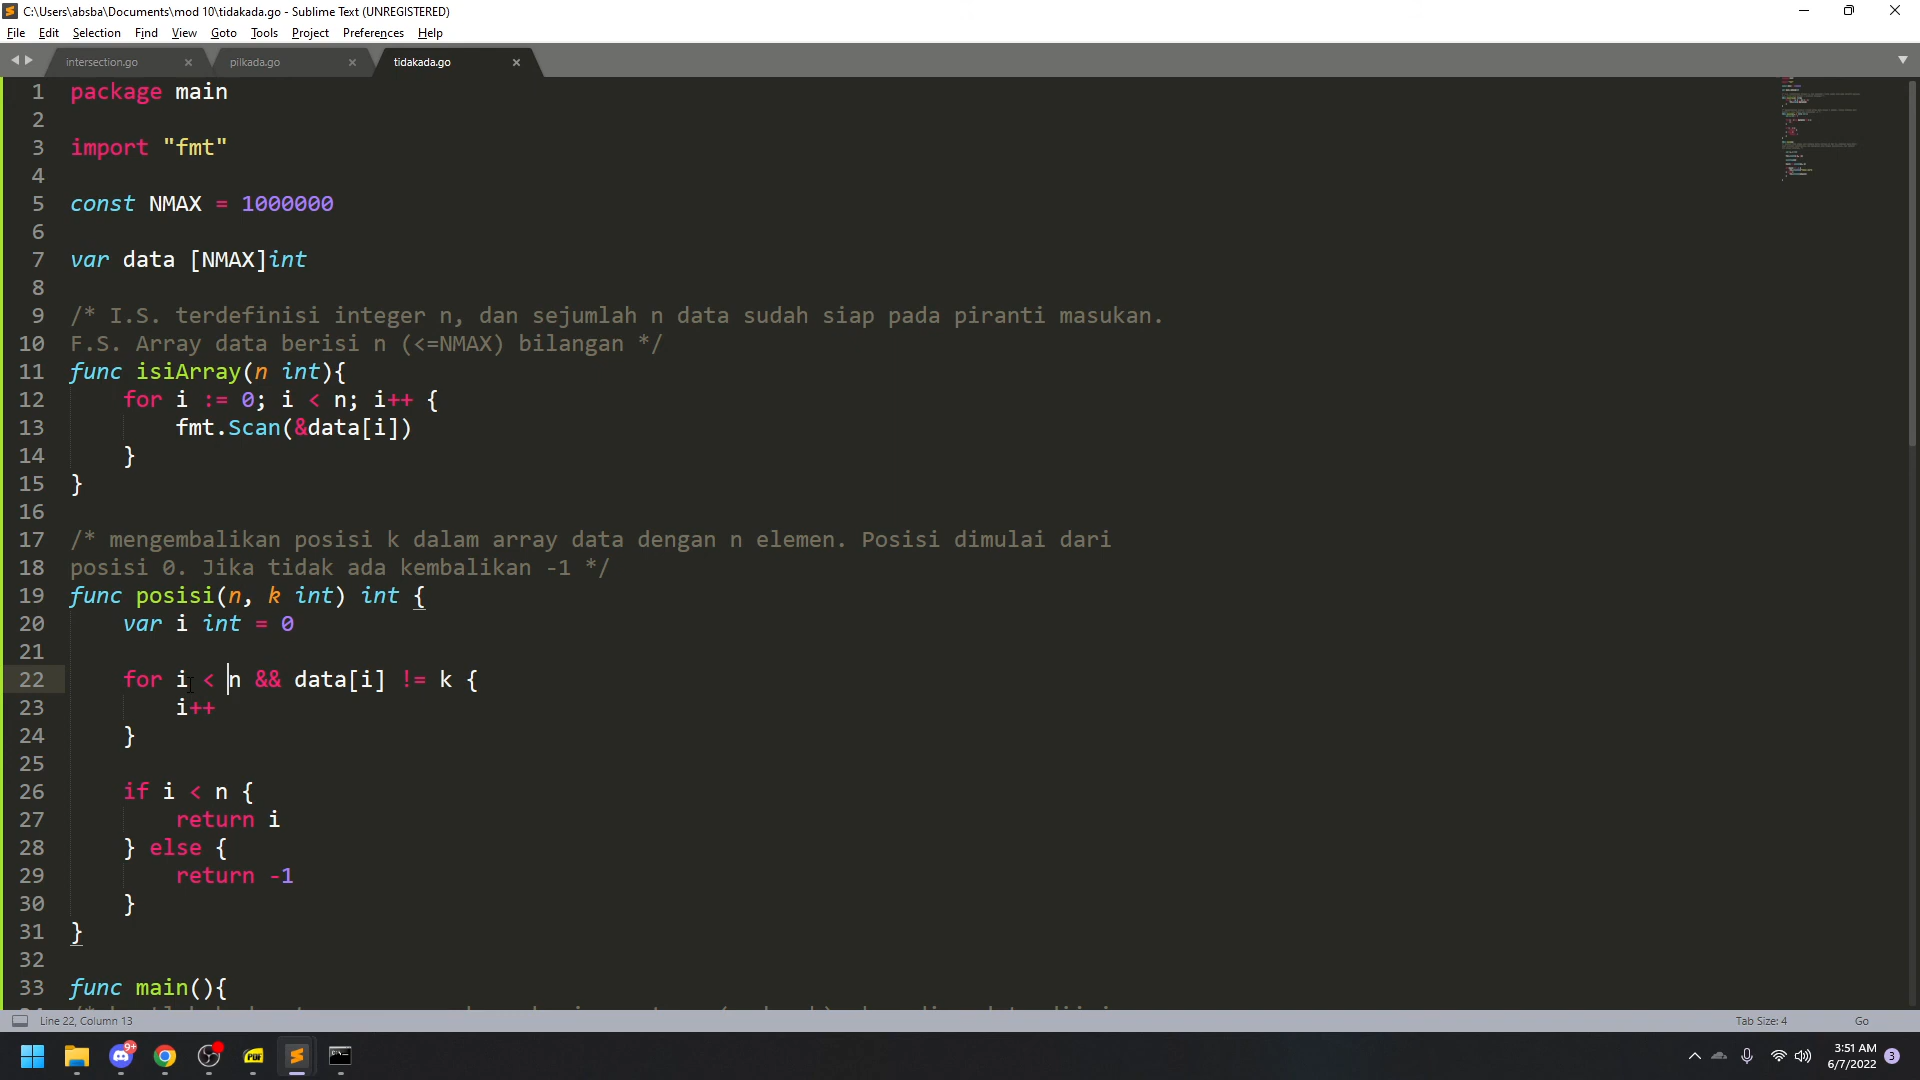 C:\Users\absba\Documents\mod 10\tidakada.go - Sublime Text (UNREGISTERED)
File Edit Selection Find View Goto Tools Project Preferences Help
intersection.go pilkada.go tidakada.go
1 package main
2
3 import "fmt"
4
5 const NMAX = 1000000
6
7 var data [NMAX]int
8
9 /* I.S. terdefinisi integer n, dan sejumlah n data sudah siap pada piranti masukan.
10 F.S. Array data berisi n (<=NMAX) bilangan */
11 func isiArray(n int){
12 for i := 0; i < n; i++ {
13 fmt.Scan(&data[i])
14 }
15 }
16
17 /* mengembalikan posisi k dalam array data dengan n elemen. Posisi dimulai dari
18 posisi 0. Jika tidak ada kembalikan -1 */
19 func posisi(n, k int) int {
20 var i int = 0
21
22 for i < n && data[i] != k {
23 i++
24 }
25
26 if i < n {
27 return i
28 } else {
29 return -1
30 }
31 }
32
33 func main(){
Line 22, Column 13 Tab Size: 4 Go
9+
3:51 AM
6/7/2022 3